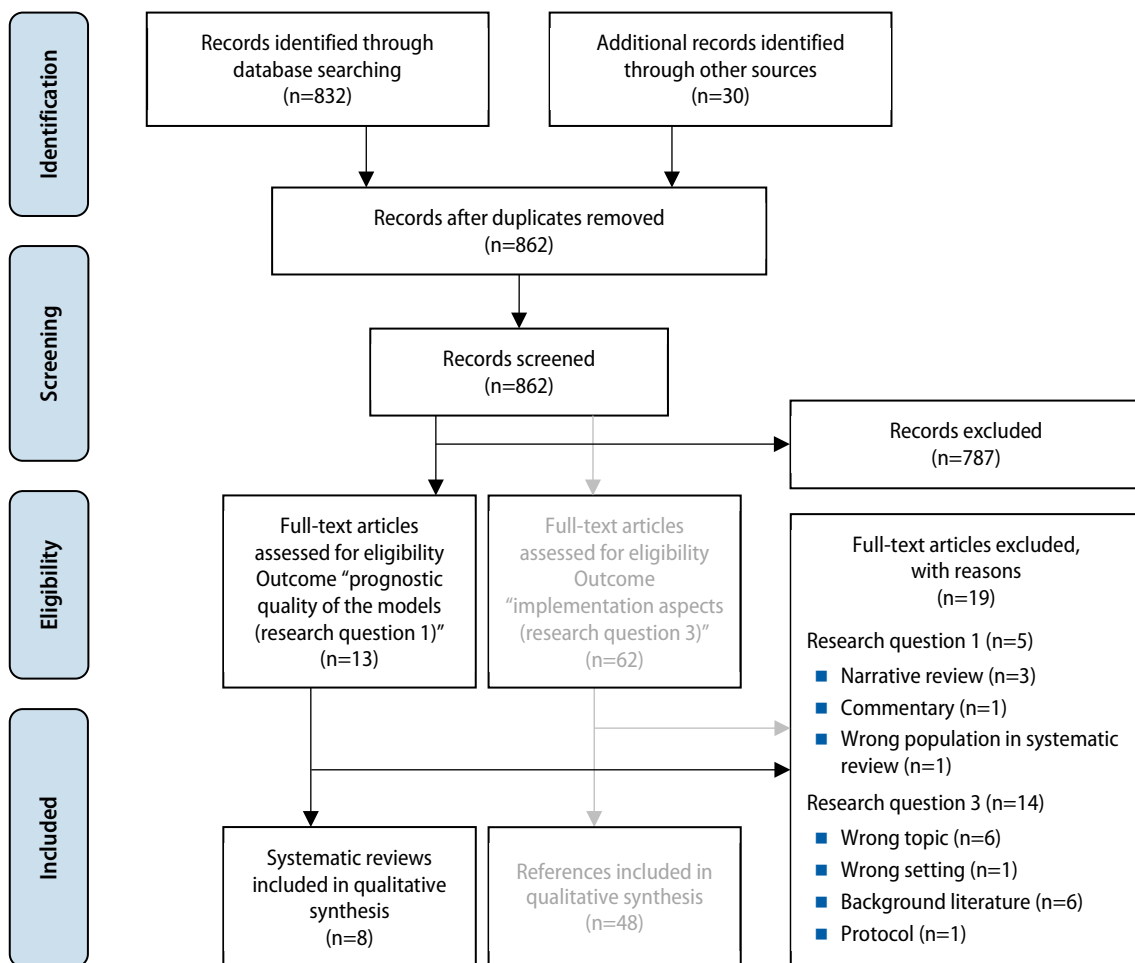 Identification
Records identified through
database searching
(n=832)
Additional records identified
through other sources
(n=30)
Records after duplicates removed
(n=862)
Screening
Records screened
(n=862)
Records excluded
(n=787)
Eligibility
Full-text articles
assessed for eligibility
Outcome “prognostic
quality of the models
(research question 1)”
(n=13)
Full-text articles
assessed for eligibility
Outcome
“implementation aspects
(research question 3)”
(n=62)
Full-text articles excluded,
with reasons
(n=19)
Research question 1 (n=5)
■ Narrative review (n=3)
■ Commentary (n=1)
■ Wrong population in systematic
review (n=1)
Research question 3 (n=14)
■ Wrong topic (n=6)
■ Wrong setting (n=1)
■ Background literature (n=6)
■ Protocol (n=1)
Included
Systematic reviews
included in qualitative
synthesis
(n=8)
References included in
qualitative synthesis
(n=48)